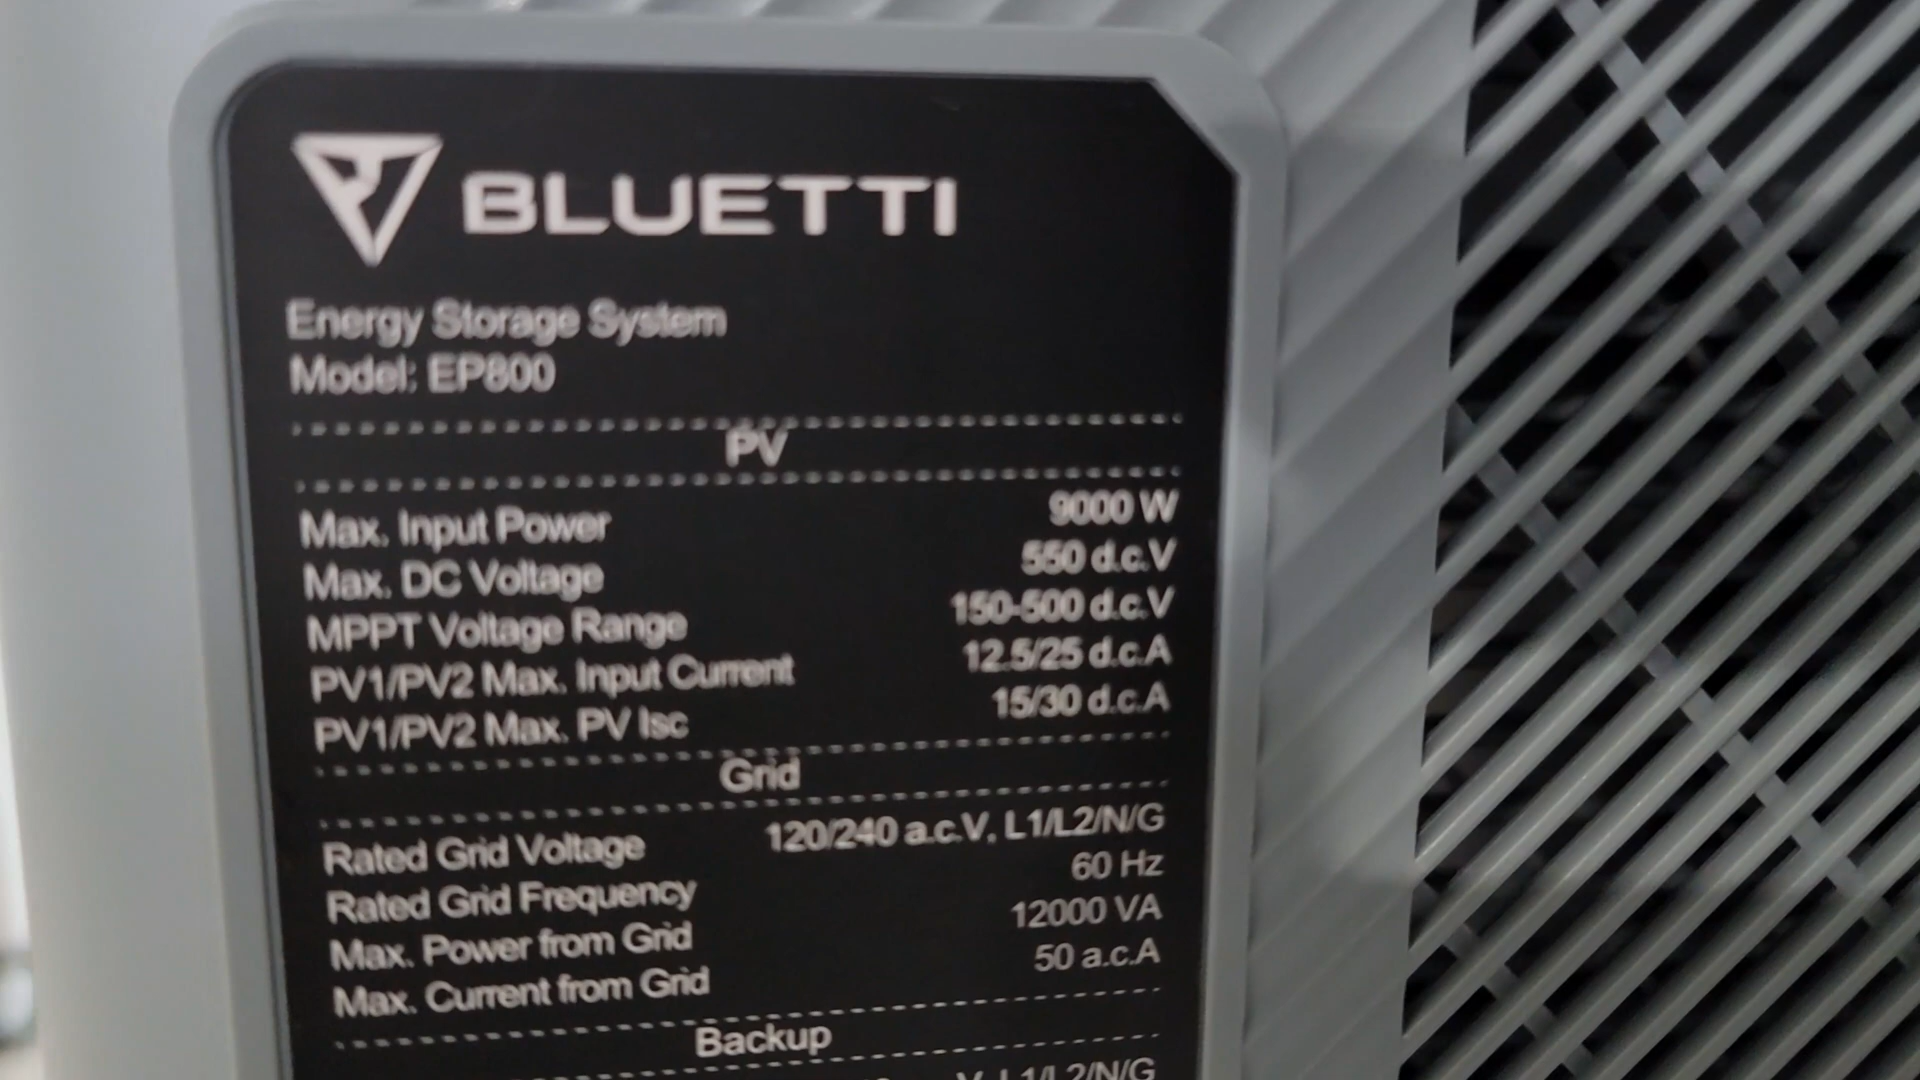 BLUETTI
Energy Storage System
Model: EP800
PV
Max. Input Power 9000 W
Max. DC Voltage 550 d.c.V
MPPT Voltage Range 150-500 d.c.V
PV1/PV2 Max. Input Current 12.5/25 d.c.A
PV1/PV2 Max. PV Isc 15/30 d.c.A
Grid
Rated Grid Voltage 120/240 a.c.V, L1/L2/N/G
Rated Grid Frequency 60 Hz
Max. Power from Grid 12000 VA
Max. Current from Grid 50 a.c.A
Backup
V, L1/L2/N/G